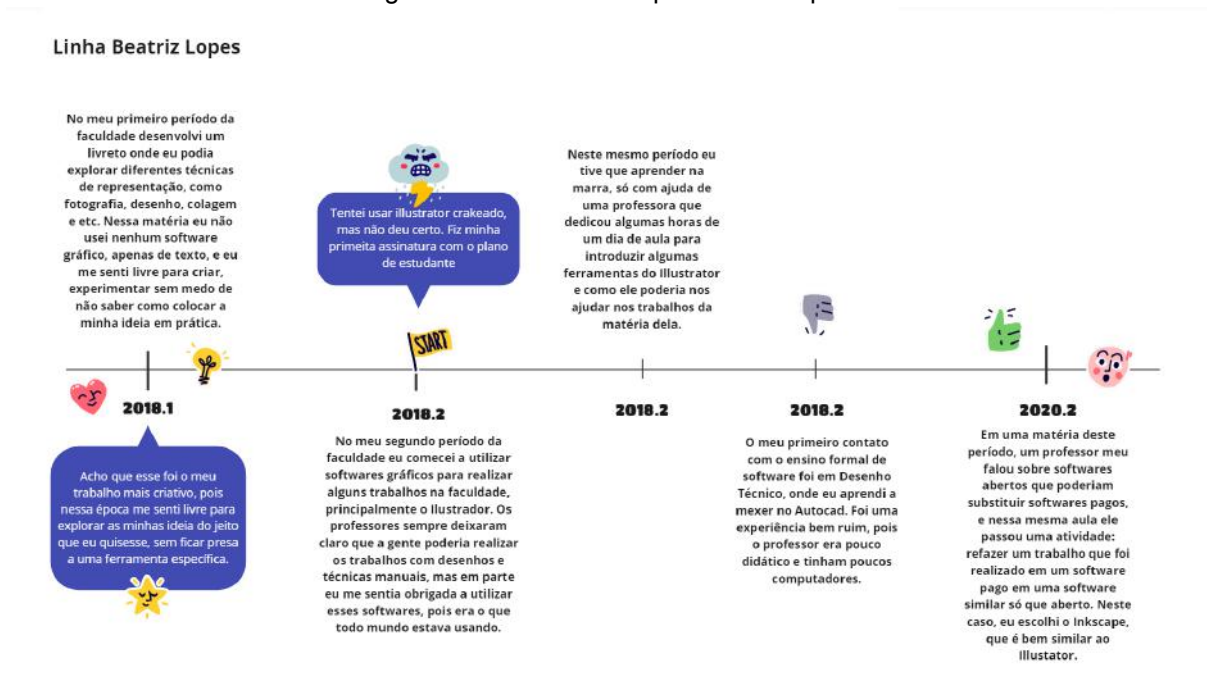 Linha Beatriz Lopes
No meu primeiro período da
faculdade desenvolvi um
livreto onde eu podia
explorar diferentes técnicas
de representação, como
fotografia, desenho, colagem
e etc. Nessa matéria eu não
usei nenhum software
gráfico, apenas de texto, e eu
me senti livre para criar,
experimentar sem medo de
não saber como colocar a
minha ideia em prática.
2018.1
Acho que esse foi o meu
trabalho mais criativo, pois
nessa época me senti livre para
explorar as minhas ideia do jeito
que eu quisesse, sem ficar presa
a uma ferramenta específica.
Tentei usar illustrator crakeado,
mas não deu certo. Fiz minha
primeita assinatura com o plano
de estudante
START
2018.2
No meu segundo período da
faculdade eu comecei a utilizar
softwares gráficos para realizar
alguns trabalhos na faculdade,
principalmente o Ilustrador. Os
professores sempre deixaram
claro que a gente poderia realizar
os trabalhos com desenhos e
técnicas manuais, mas em parte
eu me sentia obrigada a utilizar
esses softwares, pois era o que
todo mundo estava usando.
Neste mesmo período eu
tive que aprender na
marra, só com ajuda de
uma professora que
dedicou algumas horas de
um dia de aula para
introduzir algumas
ferramentas do Illustrator
e como ele poderia nos
ajudar nos trabalhos da
matéria dela.
2018.2
2018.2
O meu primeiro contato
com o ensino formal de
software foi em Desenho
Técnico, onde eu aprendi a
mexer no Autocad. Foi uma
experiência bem ruim, pois
o professor era pouco
didático e tinham poucos
computadores.
2020.2
Em uma matéria deste
período, um professor meu
falou sobre softwares
abertos que poderiam
substituir softwares pagos,
e nessa mesma aula ele
passou uma atividade:
refazer um trabalho que foi
realizado em um software
pago em uma software
similar só que aberto. Neste
caso, eu escolhi o Inkscape,
que é bem similar ao
Illustator.